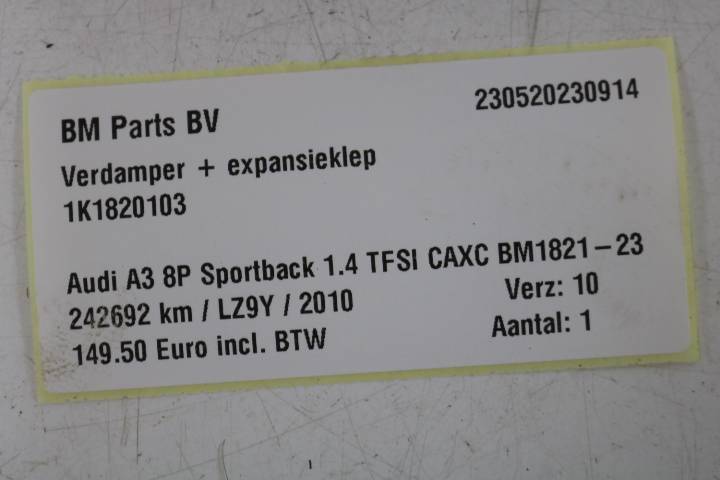 BM Parts BV 230520230914
Verdamper + expansieklep
1K1820103
Audi A3 8P Sportback 1.4 TFSI CAXC BM1821-23
242692 km / LZ9Y / 2010 Verz: 10
149.50 Euro incl. BTW Aantal: 1